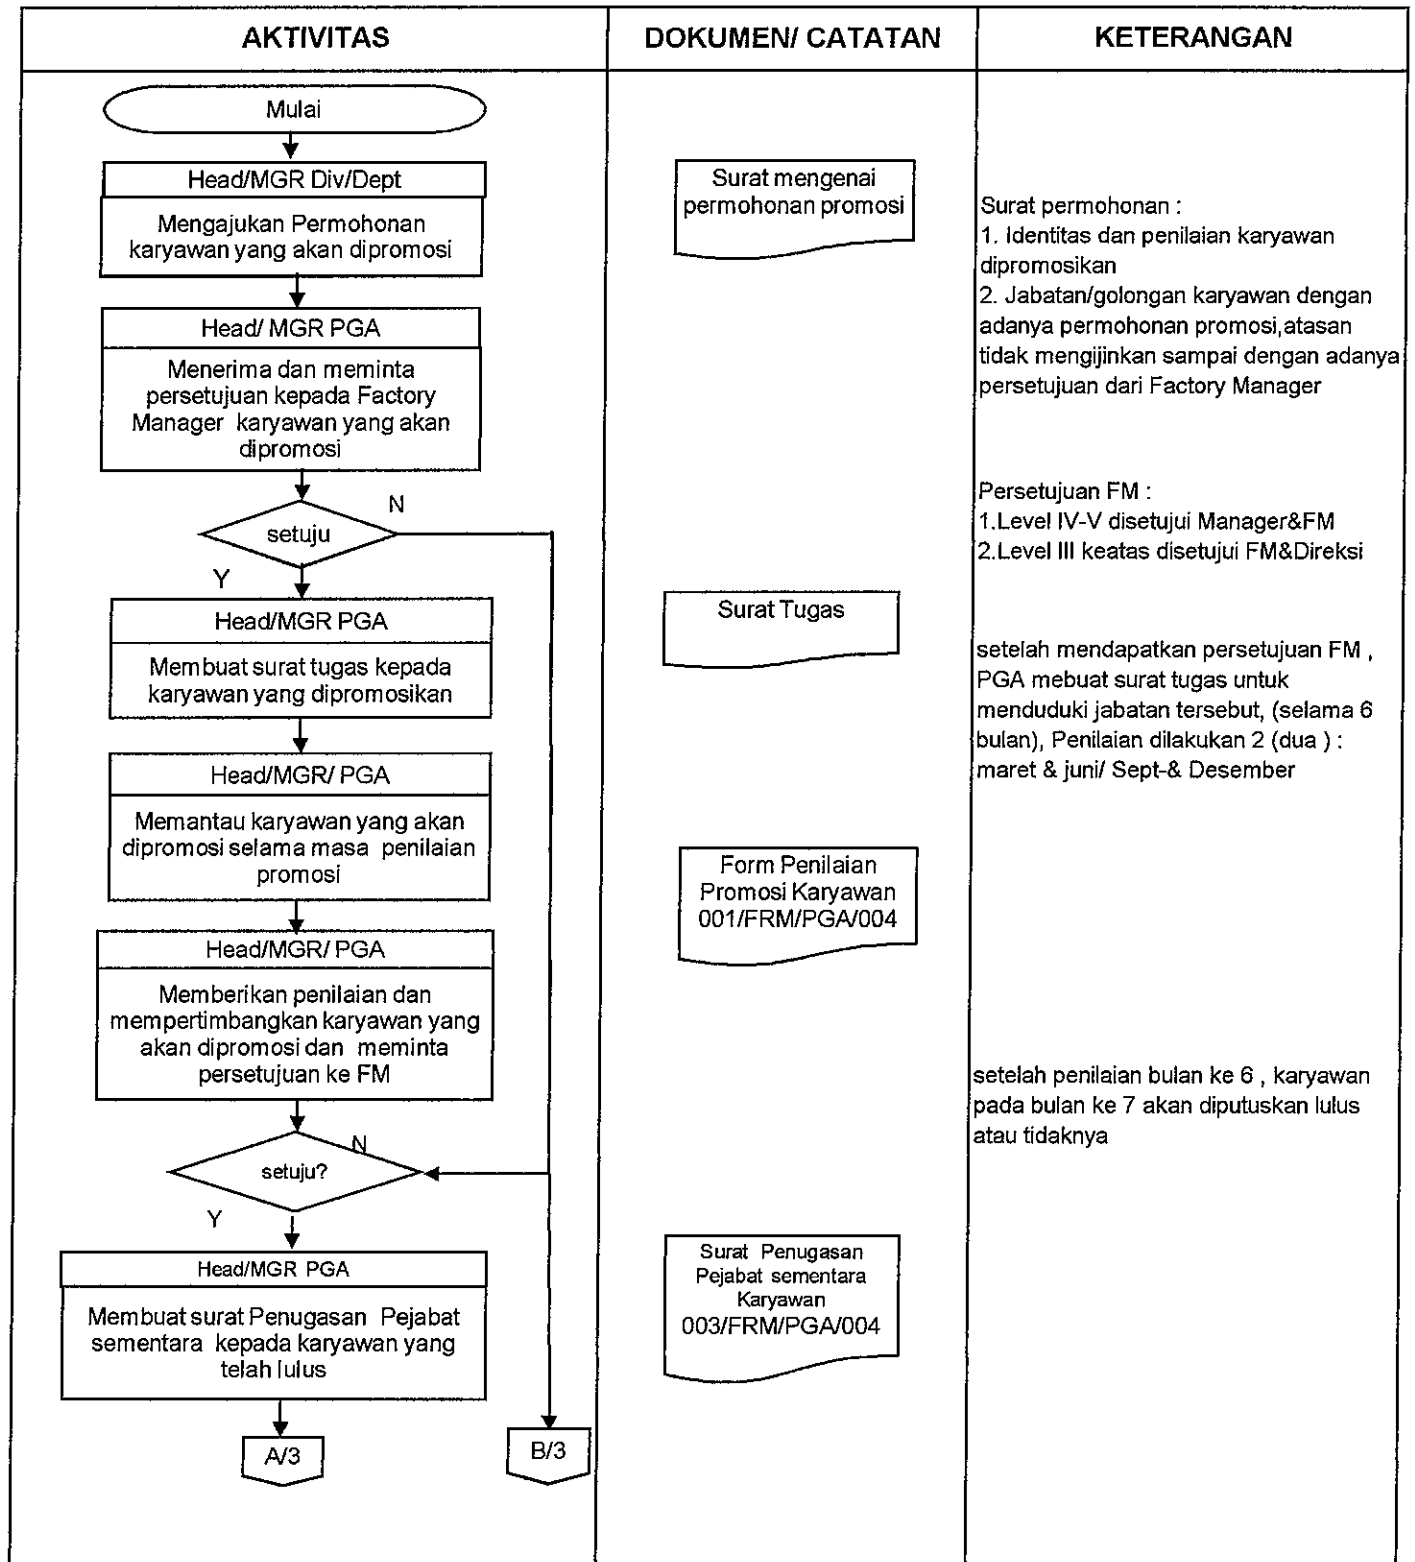 AKTIVITAS
DOKUMEN/ CATATAN
KETERANGAN
Mulai
Head/MGR Div/Dept
Mengajukan Permohonan
karyawan yang akan dipromosi
Surat mengenai
permohonan promosi
Surat permohonan :
1. Identitas dan penilaian karyawan
dipromosikan
2. Jabatan/golongan karyawan dengan
adanya permohonan promosi,atasan
tidak mengijinkan sampai dengan adanya
persetujuan dari Factory Manager
Head/ MGR PGA
Menerima dan meminta
persetujuan kepada Factory
Manager karyawan yang akan
dipromosi
setuju
N
Y
Persetujuan FM :
1.Level IV-V disetujui Manager&FM
2.Level III keatas disetujui FM&Direksi
Head/MGR PGA
Membuat surat tugas kepada
karyawan yang dipromosikan
Surat Tugas
setelah mendapatkan persetujuan FM ,
PGA mebuat surat tugas untuk
menduduki jabatan tersebut, (selama 6
bulan), Penilaian dilakukan 2 (dua ) :
maret & juni/ Sept-& Desember
Head/MGR/ PGA
Memantau karyawan yang akan
dipromosi selama masa penilaian
promosi
Form Penilaian
Promosi Karyawan
001/FRM/PGA/004
Head/MGR/ PGA
Memberikan penilaian dan
mempertimbangkan karyawan yang
akan dipromosi dan meminta
persetujuan ke FM
setelah penilaian bulan ke 6 , karyawan
pada bulan ke 7 akan diputuskan lulus
atau tidaknya
N
setuju?
Y
Head/MGR PGA
Membuat surat Penugasan Pejabat
sementara kepada karyawan yang
telah lulus
Surat Penugasan
Pejabat sementara
Karyawan
003/FRM/PGA/004
A/3
B/3